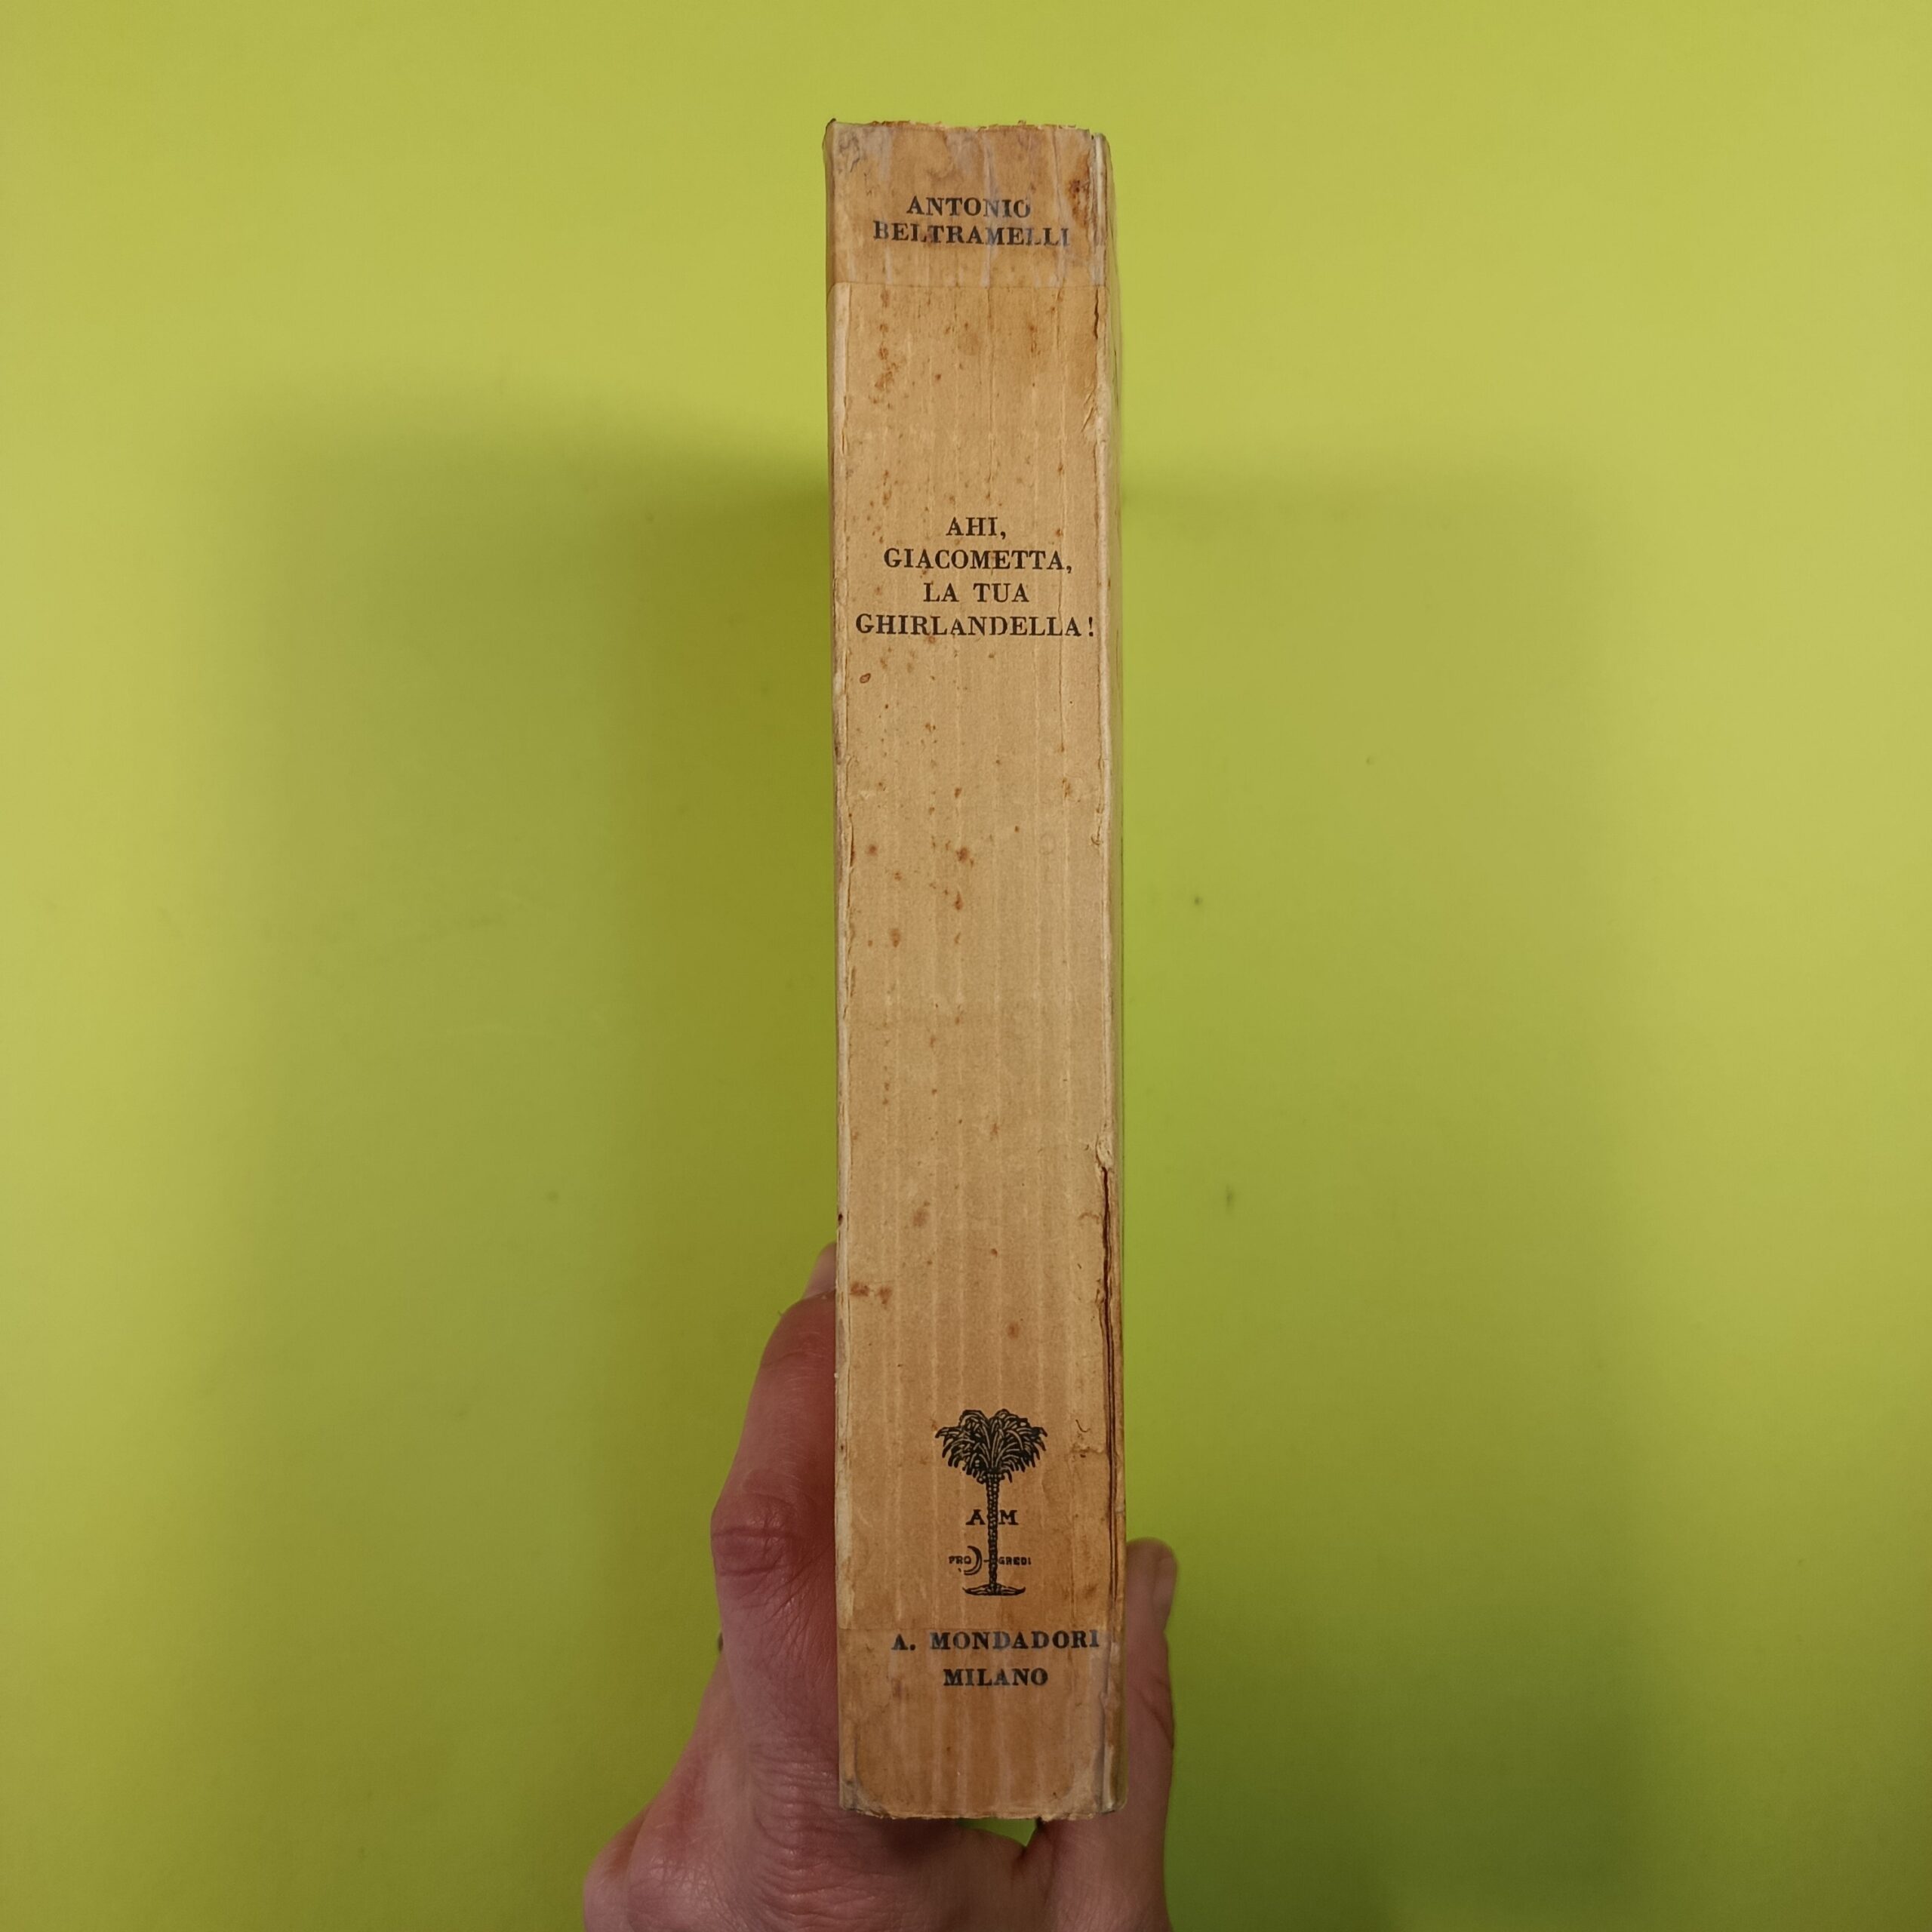 ANTONIO
BELTRAMELLI
AHI,
GIACOMETTA,
LA TUA
GHIRLANDELLA!
A M
PRO GREDI
A. MONDADORI
MILANO